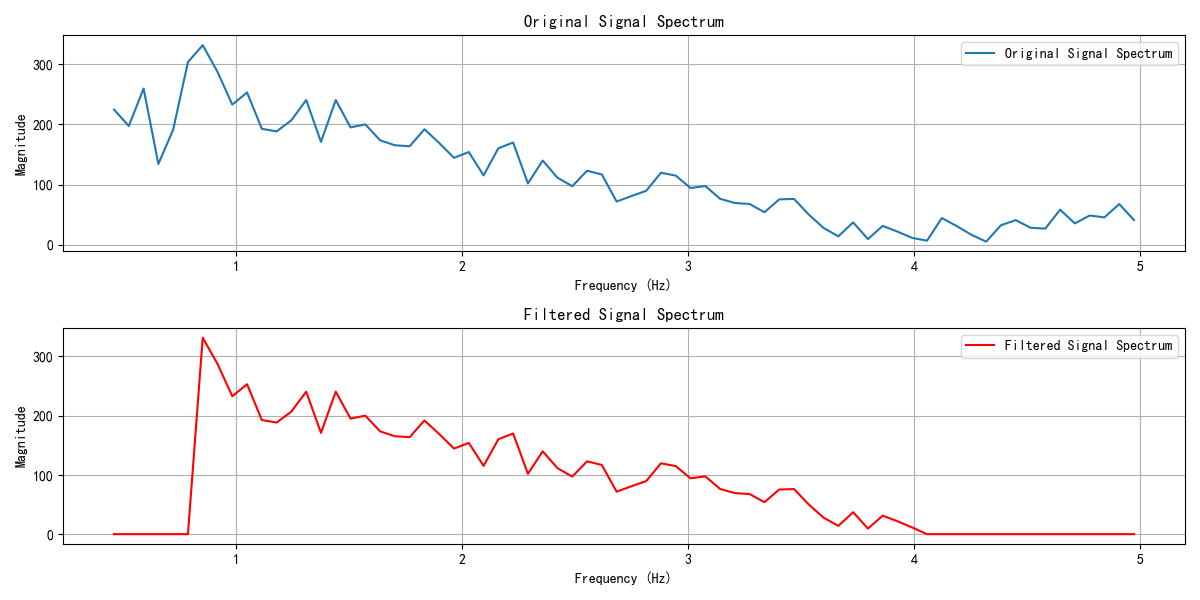 Original Signal Spectrum
Original Signal Spectrum
Magnitude
300
200
100
0
1 2 3 4 5
Frequency (Hz)
Filtered Signal Spectrum
Filtered Signal Spectrum
Magnitude
300
200
100
0
1 2 3 4 5
Frequency (Hz)